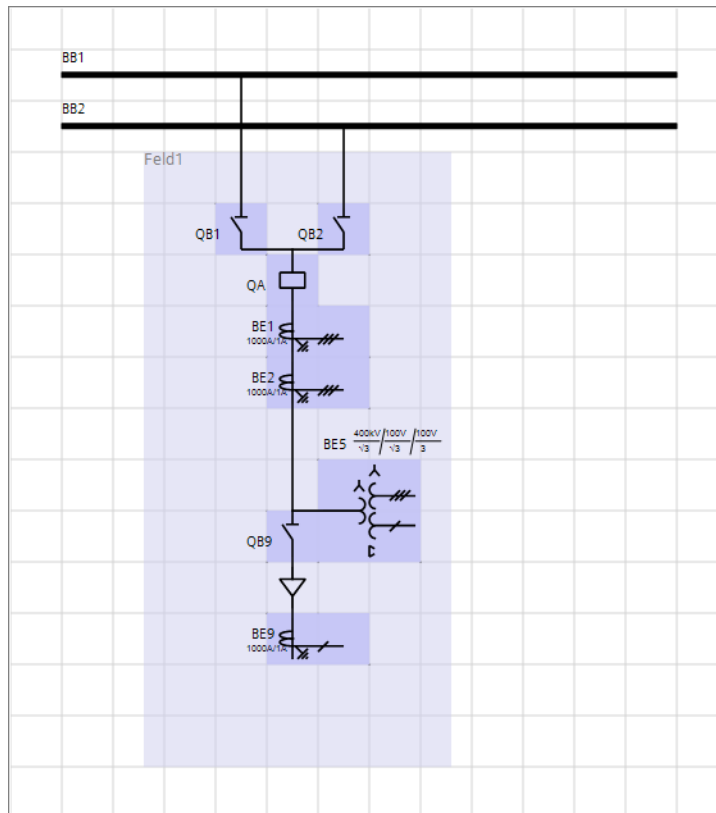 BB1
BB2
Feld1
QB1
QB2
QA
BE1
1000A/1A
BE2
1000A/1A
BE5 400kV/√3 / 100V/√3 / 100V/3
QB9
BE9
1000A/1A